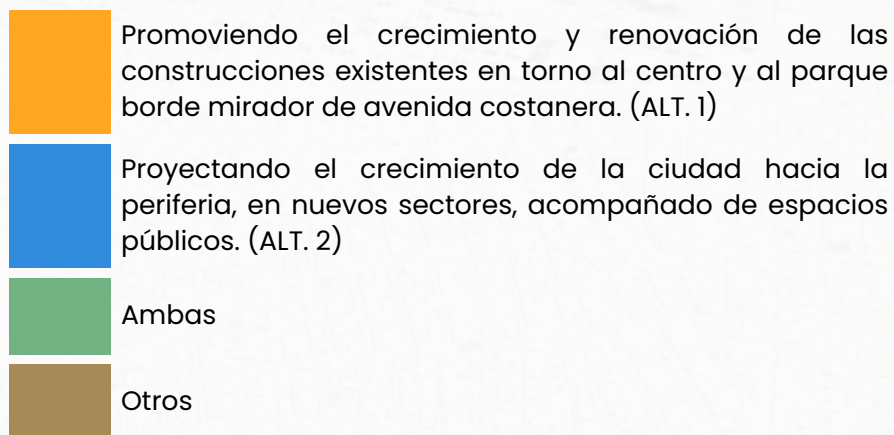 Promoviendo el crecimiento y renovación de las
construcciones existentes en torno al centro y al parque
borde mirador de avenida costanera. (ALT. 1)
Proyectando el crecimiento de la ciudad hacia la
periferia, en nuevos sectores, acompañado de espacios
públicos. (ALT. 2)
Ambas
Otros